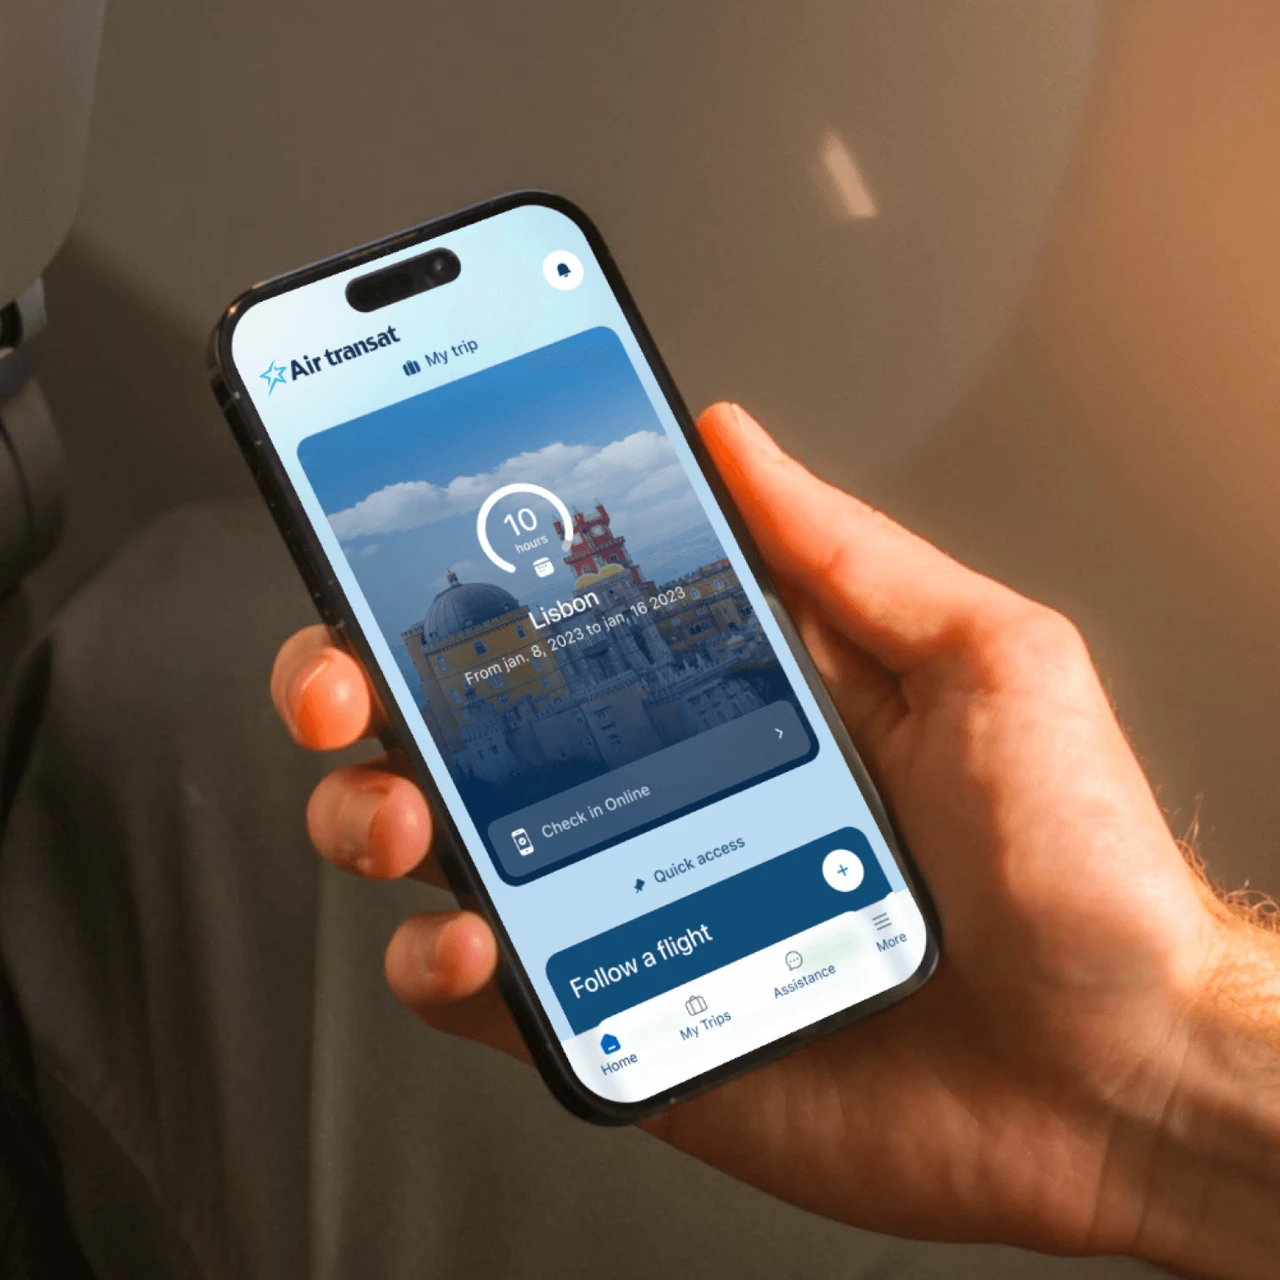 Air transat
My trip
10
hours
Lisbon
From jan. 8, 2023 to jan, 16 2023
Check in Online
Quick access
Follow a flight
Home
My Trips
Assistance
More